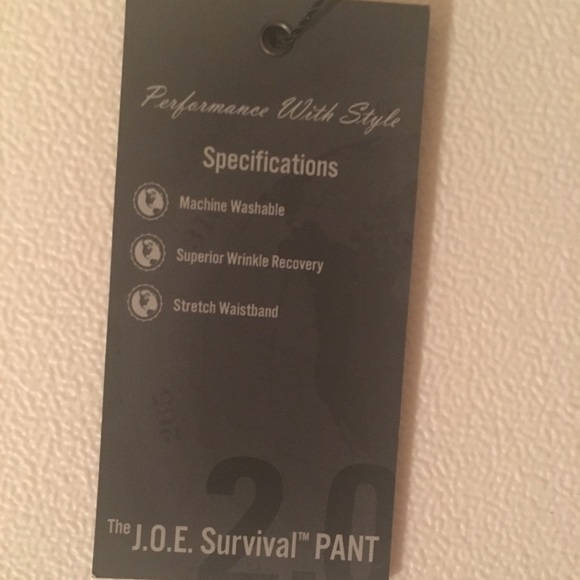 Performance With Style
Specifications
Machine Washable
Superior Wrinkle Recovery
Stretch Waistband
2.0
The J.O.E. Survival™ PANT